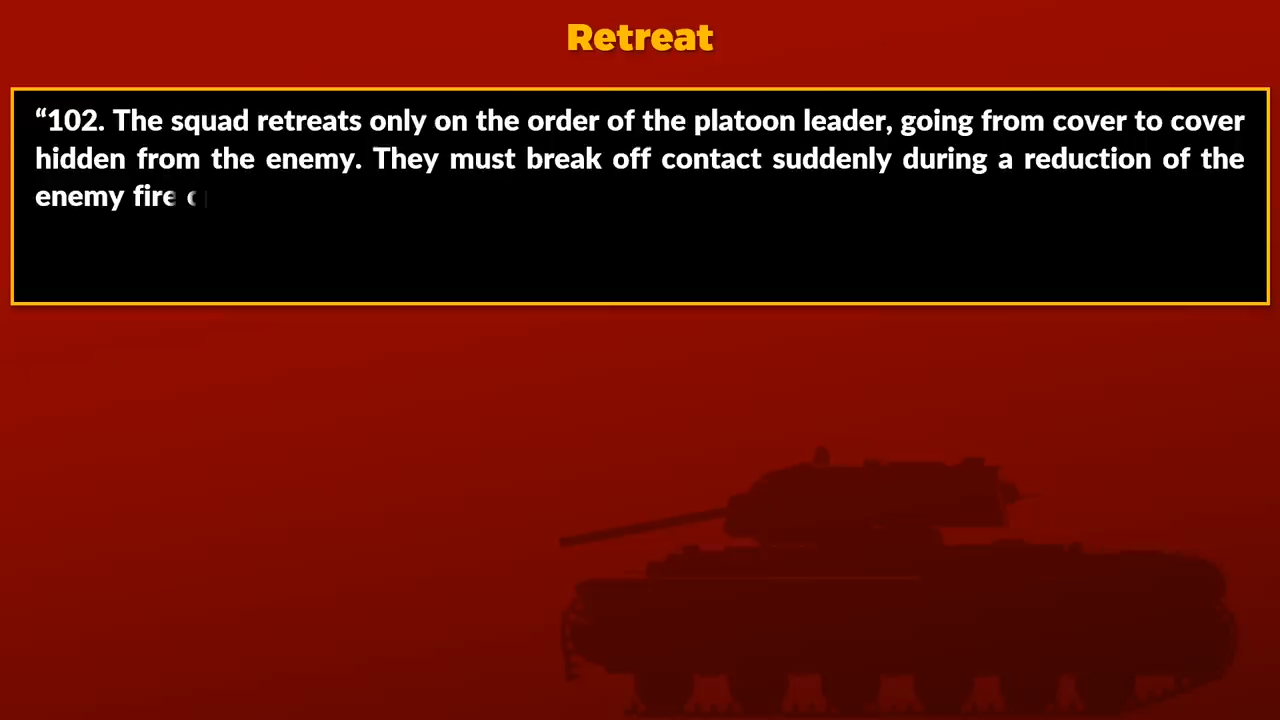 Retreat
“102. The squad retreats only on the order of the platoon leader, going from cover to cover
hidden from the enemy. They must break off contact suddenly during a reduction of the
enemy fire